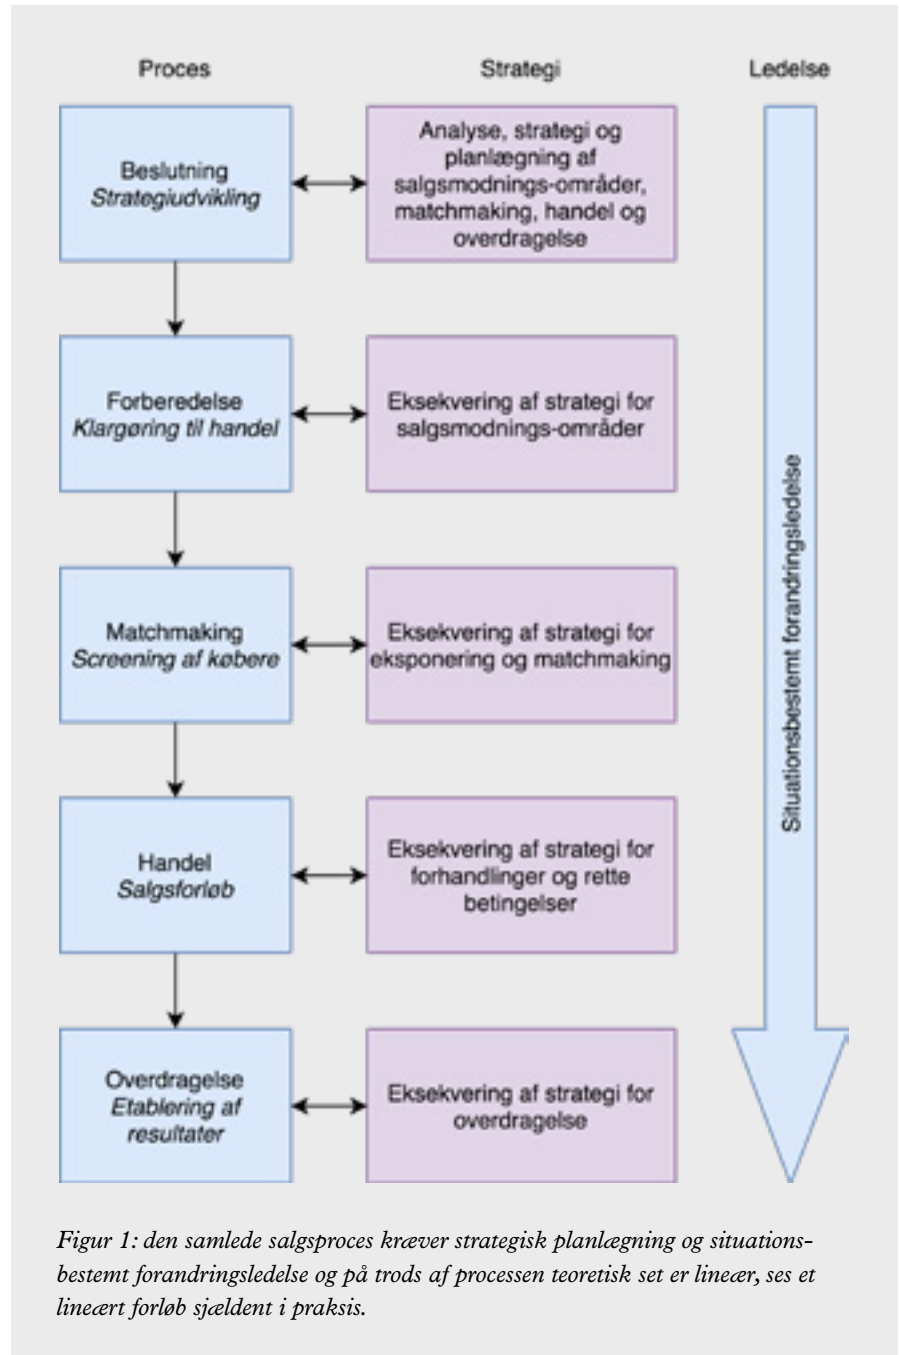 Proces
Strategi
Ledelse
Beslutning
Strategiudvikling
Analyse, strategi og
planlægning af
salgsmodnings-områder,
matchmaking, handel og
overdragelse
Forberedelse
Klargøring til handel
Eksekvering af strategi for
salgsmodnings-områder
Matchmaking
Screening af købere
Eksekvering af strategi for
eksponering og matchmaking
Handel
Salgsforløb
Eksekvering af strategi for
forhandlinger og rette
betingelser
Overdragelse
Etablering af
resultater
Eksekvering af strategi for
overdragelse
Situationsbestemt forandringsledelse
Figur 1: den samlede salgsproces kræver strategisk planlægning og situations-
bestemt forandringsledelse og på trods af processen teoretisk set er lineær, ses et
lineært forløb sjældent i praksis.